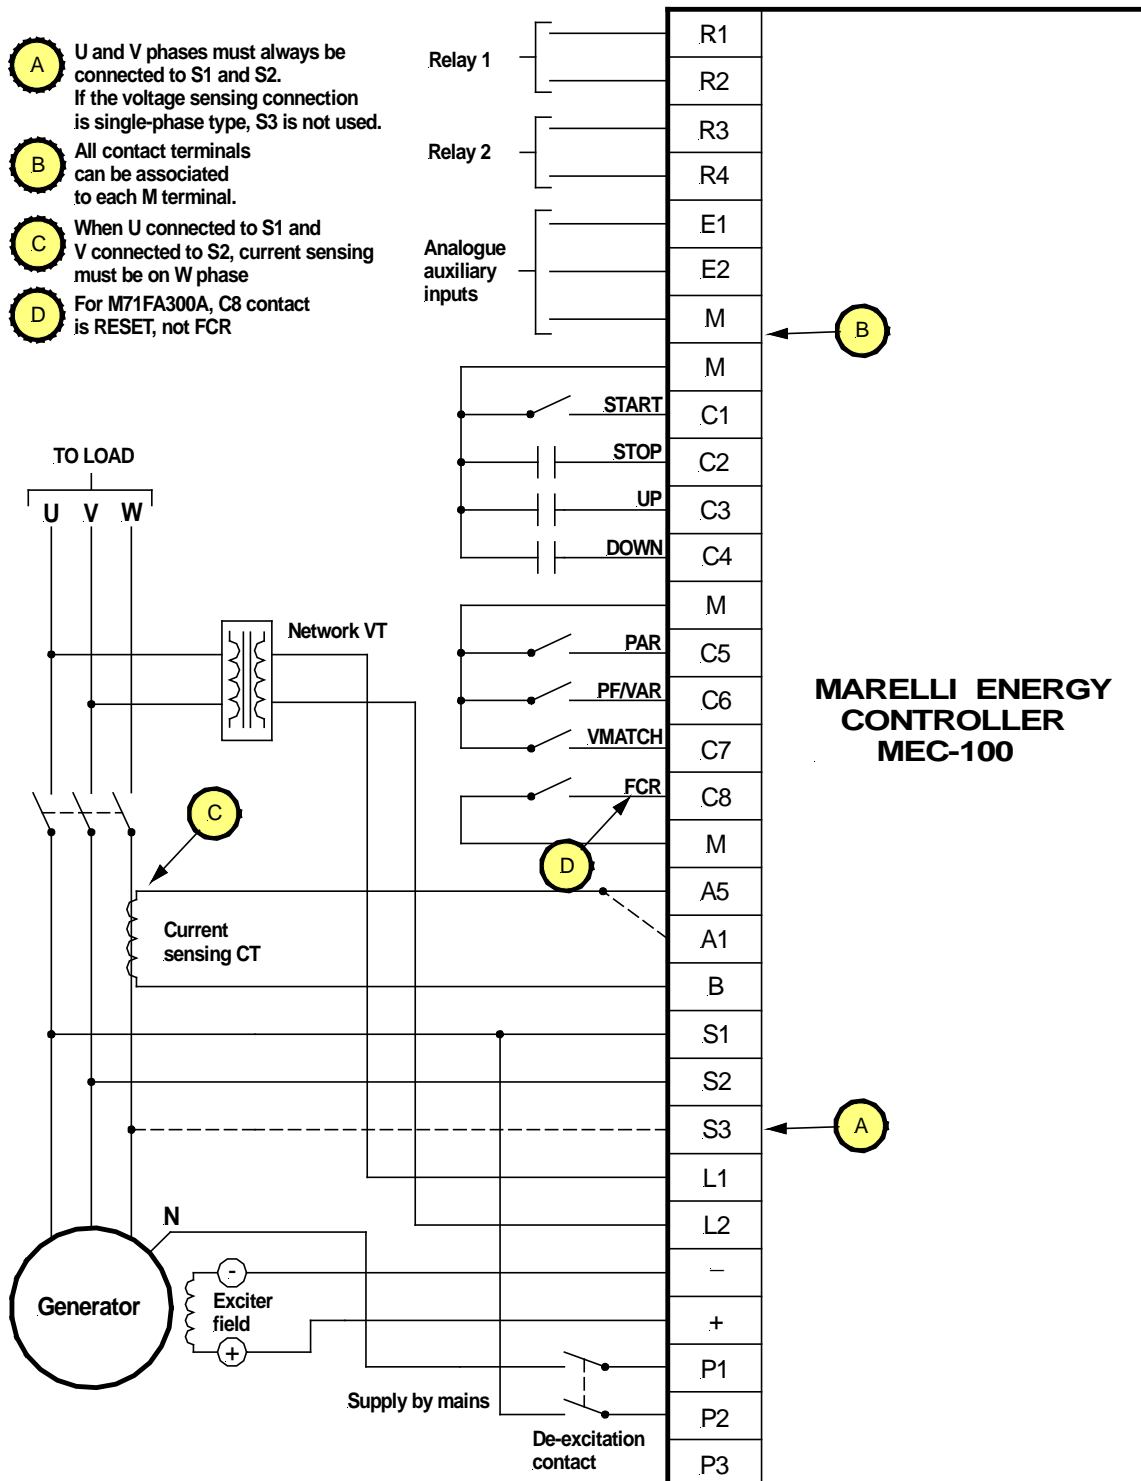 A
U and V phases must always be
connected to S1 and S2.
If the voltage sensing connection
is single-phase type, S3 is not used.
B
All contact terminals
can be associated
to each M terminal.
C
When U connected to S1 and
V connected to S2, current sensing
must be on W phase
D
For M71FA300A, C8 contact
is RESET, not FCR
Relay 1
R1
R2
Relay 2
R3
R4
Analogue
auxiliary
inputs
E1
E2
M
B
M
START
C1
STOP
C2
UP
C3
DOWN
C4
M
PAR
C5
PF/VAR
C6
VMATCH
C7
FCR
C8
D
M
A5
A1
B
S1
S2
S3
A
L1
L2
–
+
P1
P2
P3
TO LOAD
U V W
Network VT
C
Current
sensing CT
N
Generator
-
Exciter
field
+
Supply by mains
De-excitation
contact
MARELLI ENERGY
CONTROLLER
MEC-100